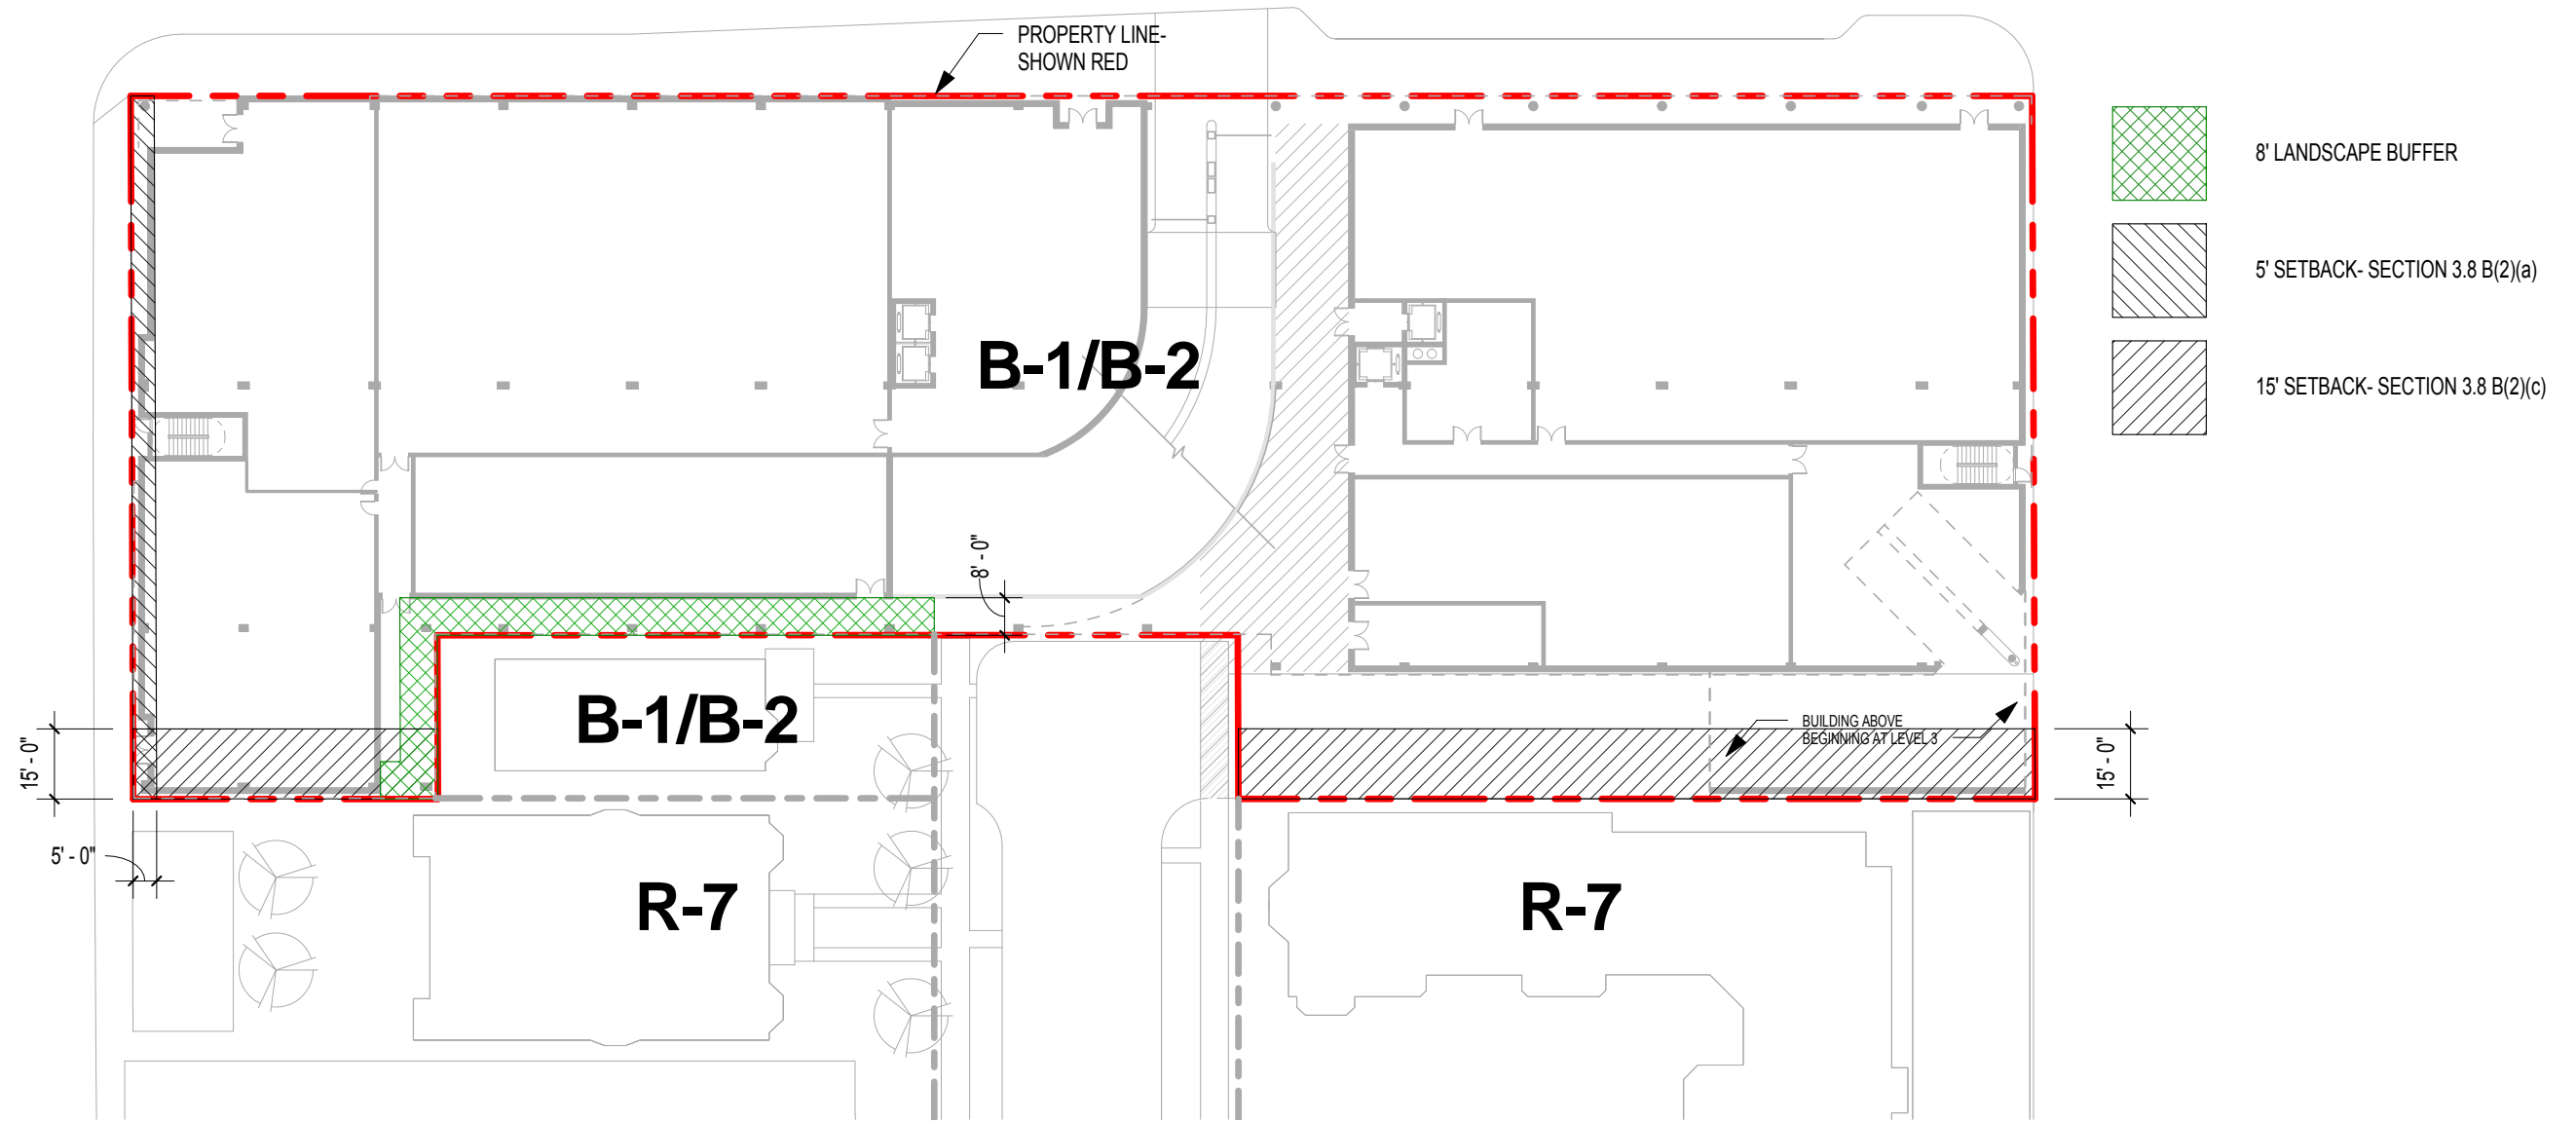 PROPERTY LINE-
SHOWN RED
8' LANDSCAPE BUFFER
5' SETBACK- SECTION 3.8 B(2)(a)
15' SETBACK- SECTION 3.8 B(2)(c)
B-1/B-2
8' - 0"
B-1/B-2
BUILDING ABOVE
BEGINNING AT LEVEL 3
15' - 0"
15' - 0"
5' - 0"
R-7
R-7